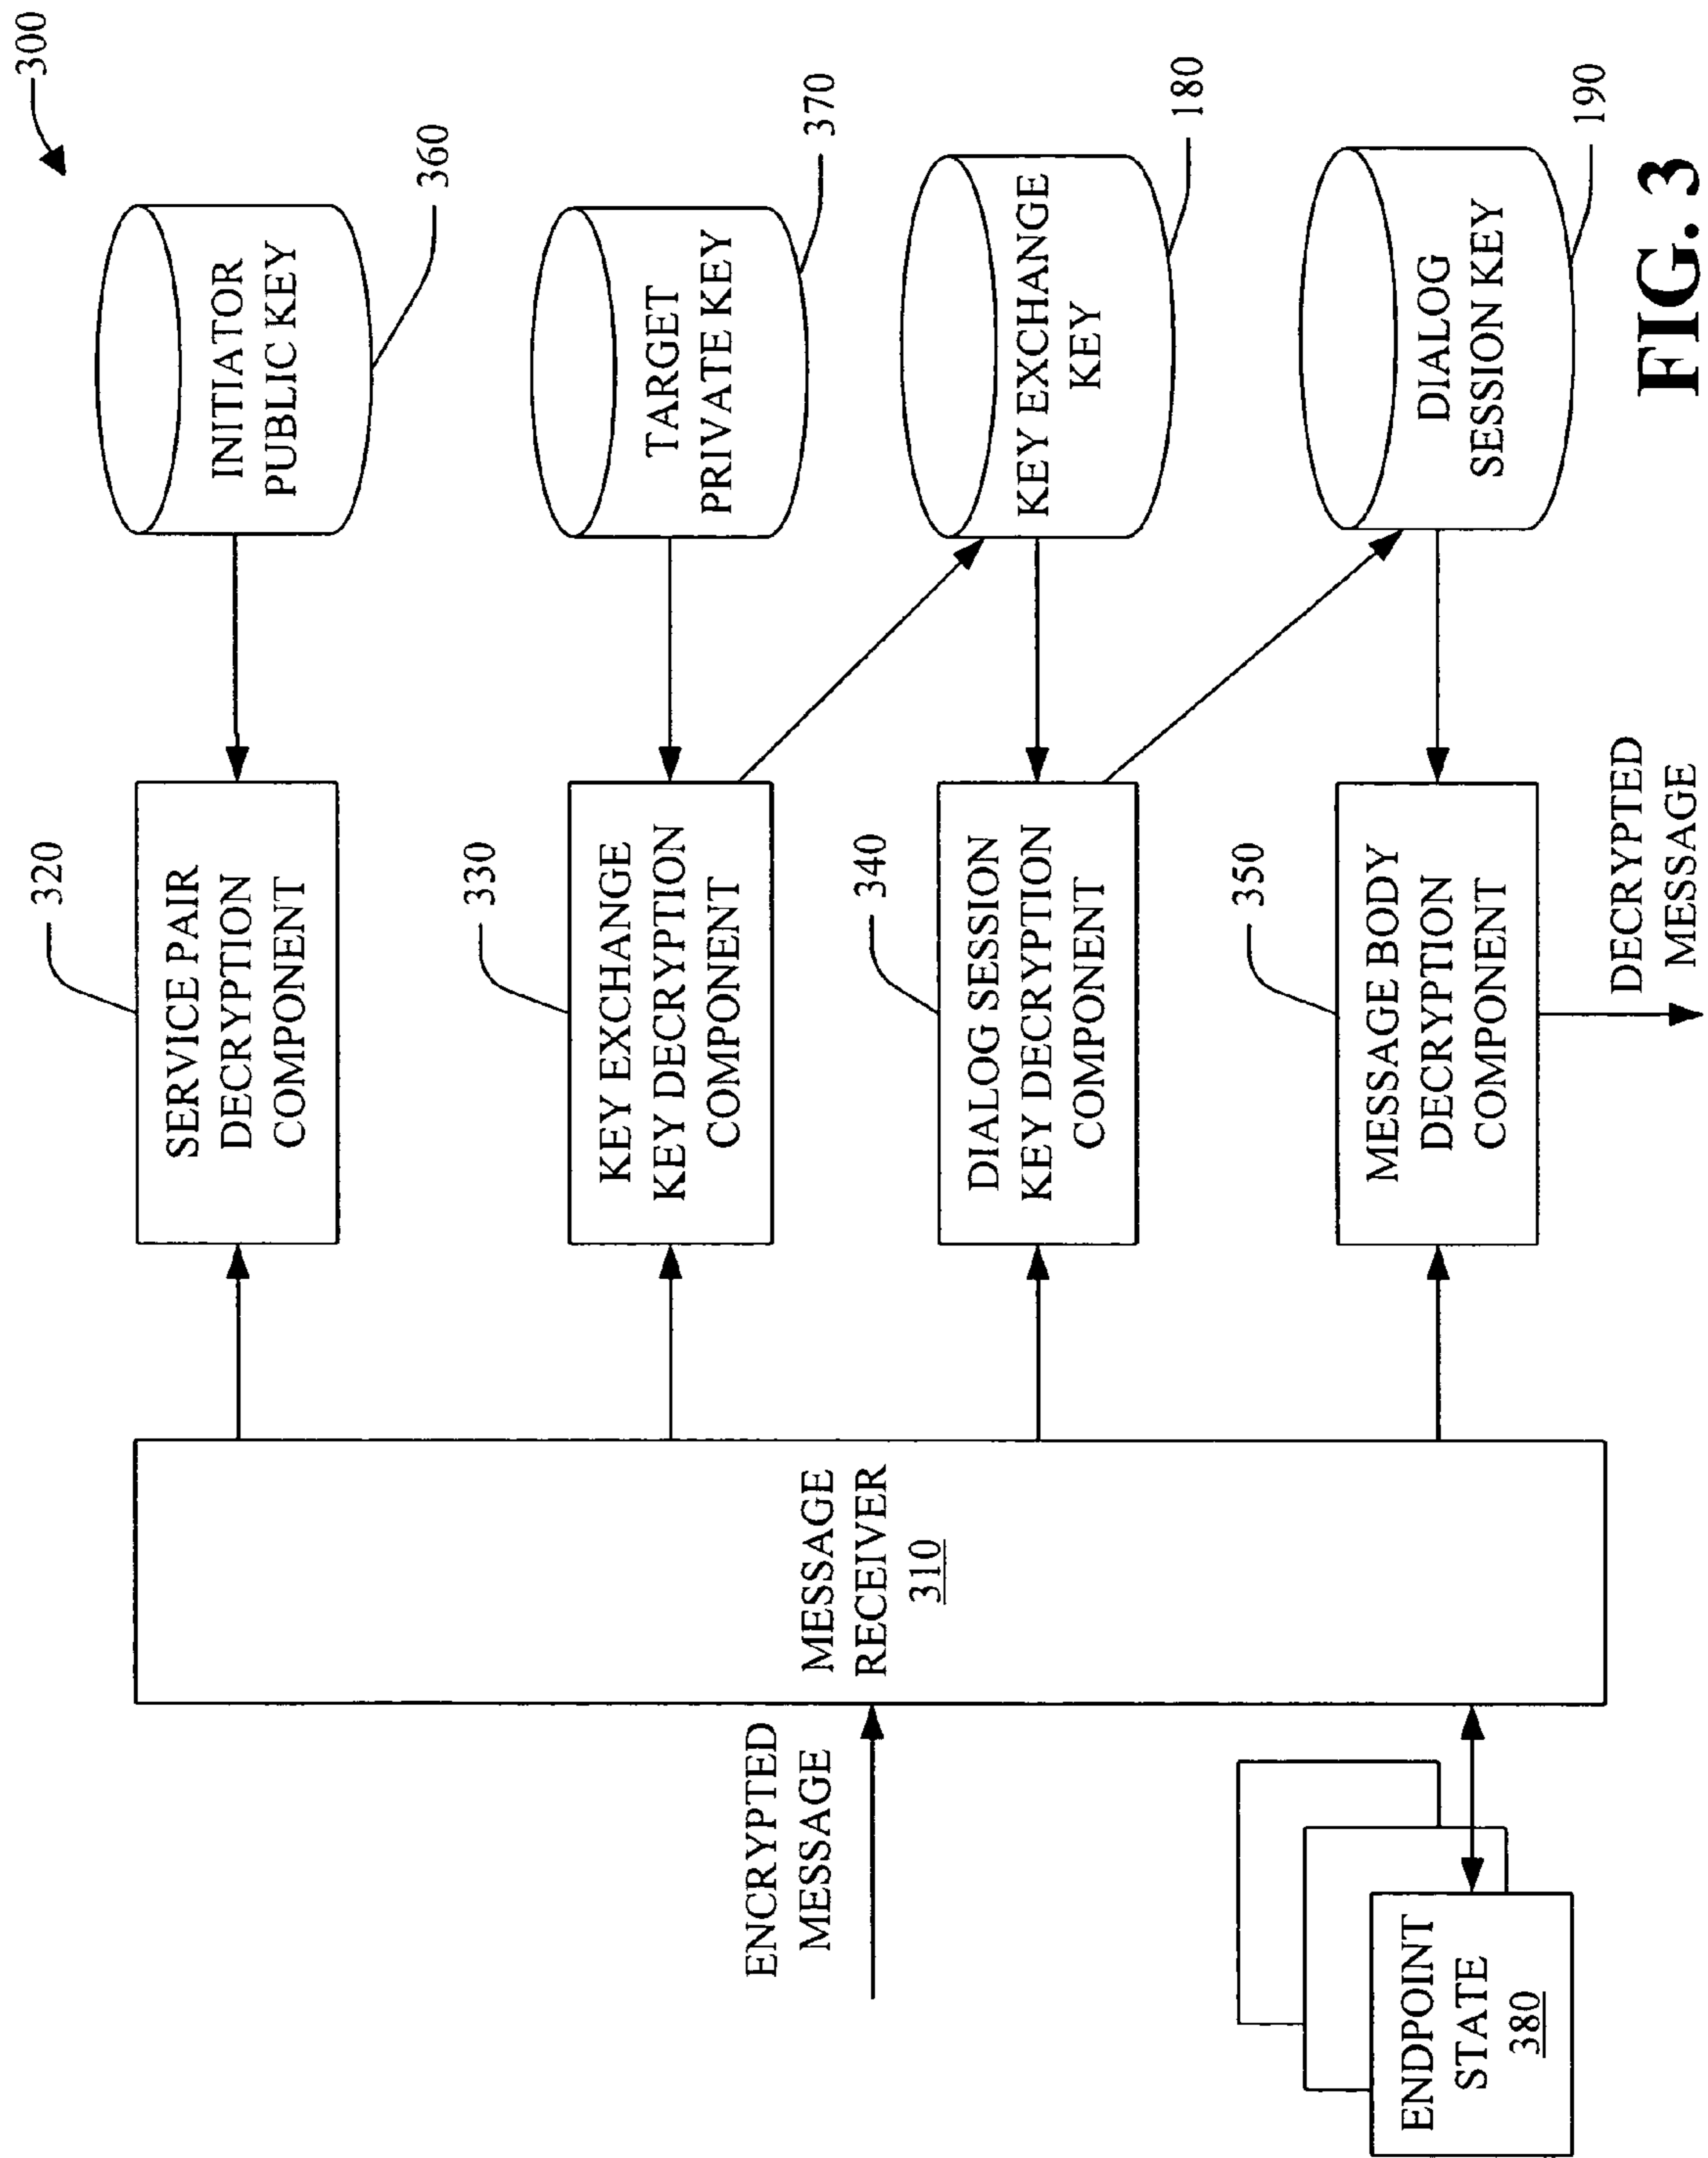 300
SERVICE PAIR
DECRYPTION
COMPONENT
320
INITIATOR
PUBLIC KEY
360
KEY EXCHANGE
KEY DECRYPTION
COMPONENT
330
TARGET
PRIVATE KEY
370
ENCRYPTED
MESSAGE
MESSAGE
RECEIVER
310
DIALOG SESSION
KEY DECRYPTION
COMPONENT
340
KEY EXCHANGE
KEY
180
ENDPOINT
STATE
380
MESSAGE BODY
DECRYPTION
COMPONENT
350
DIALOG
SESSION KEY
190
DECRYPTED
MESSAGE
FIG. 3